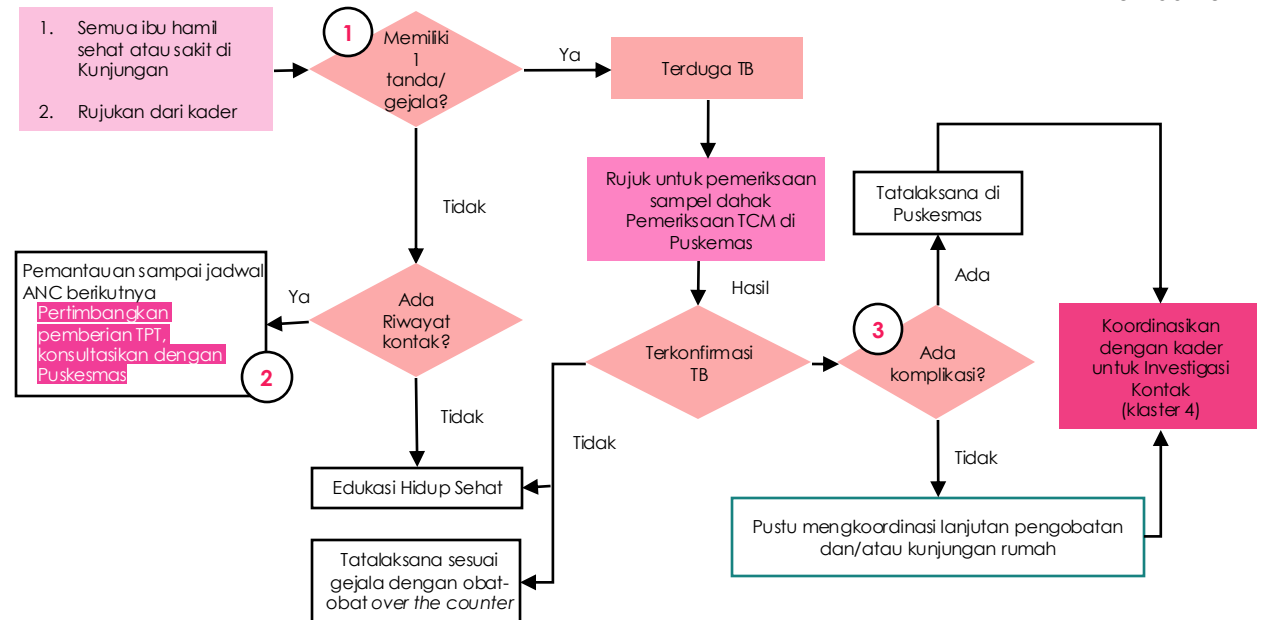 1. Semua ibu hamil
sehat atau sakit di
Kunjungan
2. Rujukan dari kader
1
Memiliki
1
tanda/
gejala?
Ya
Terduga TB
Tidak
Rujuk untuk pemeriksaan
sampel dahak
Pemeriksaan TCM di
Puskemas
Tatalaksana di
Puskesmas
Pemantauan sampai jadwal
ANC berikutnya
Pertimbangkan
pemberian TPT,
konsultasikan dengan
Puskesmas
2
Ya
Ada
Riwayat
kontak?
Hasil
Terkonfirmasi
TB
3
Ada
komplikasi?
Ada
Koordinasikan
dengan kader
untuk Investigasi
Kontak
(klaster 4)
Tidak
Tidak
Tidak
Edukasi Hidup Sehat
Pustu mengkoordinasi lanjutan pengobatan
dan/atau kunjungan rumah
Tatalaksana sesuai
gejala dengan obat-
obat over the counter